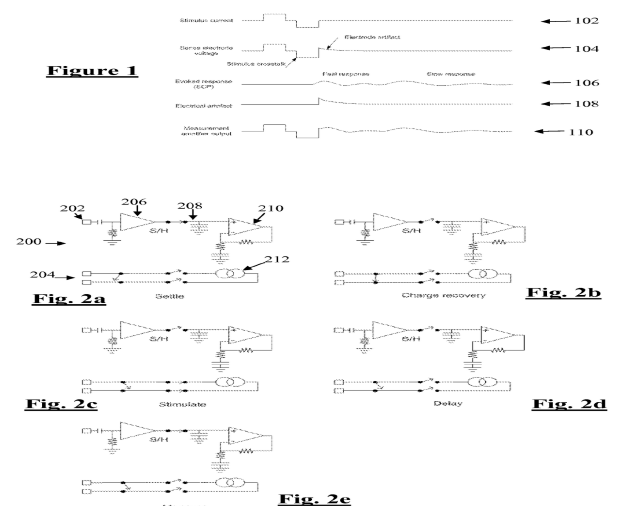 Figure 1
Stimulus current
102
Electrode artifact
Sense electrode
voltage
104
Stimulus crosstalk
Fast response
Slow response
Evoked response
(ECAP)
106
Electrical artifact
108
Measurement
amplifier output
110
202
206
208
210
S/H
200
204
212
Fig. 2a
Settle
S/H
Charge recovery
Fig. 2b
S/H
Fig. 2c
Stimulate
S/H
Delay
Fig. 2d
S/H
Fig. 2e